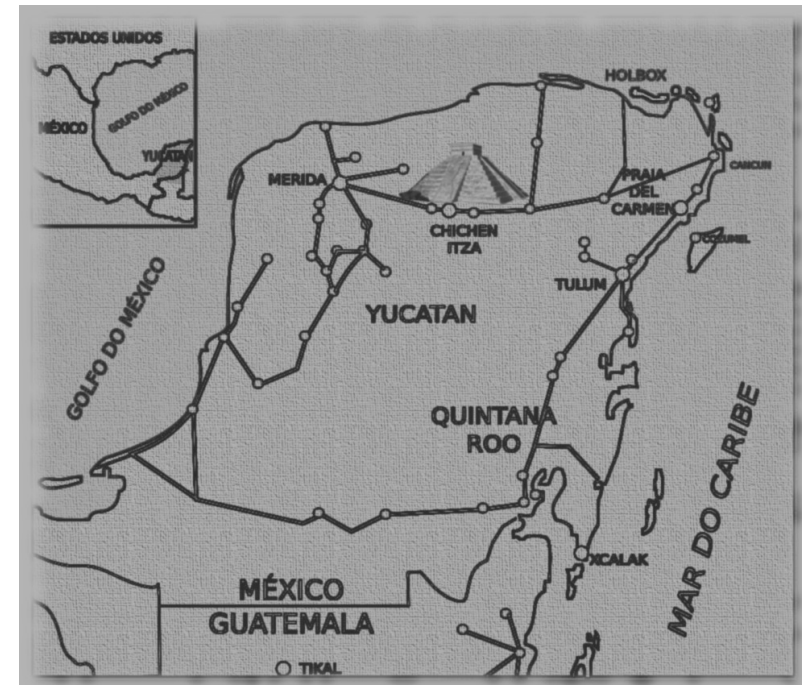 ESTADOS UNIDOS
GOLFO DO MÉXICO
MÉXICO
YUCATAN
HOLBOX
CANCUN
MERIDA
PRAIA
DEL
CARMEN
CHICHEN
ITZA
COZUMEL
TULUM
GOLFO DO MÉXICO
YUCATAN
QUINTANA
ROO
MAR DO CARIBE
XCALAK
MÉXICO
GUATEMALA
TIKAL